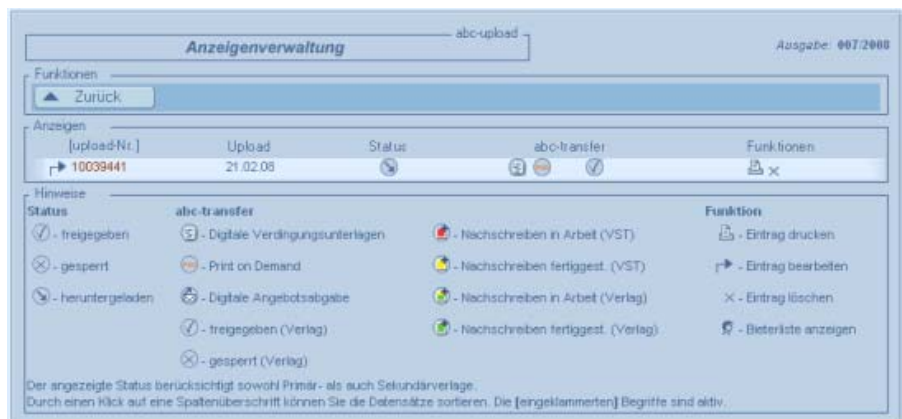 abc-upload
Anzeigenverwaltung
Ausgabe: 007/2008
Funktionen
Zurück
Anzeigen
[upload-Nr.] Upload Status abc-transfer Funktionen
10039441 21.02.08
Hinweise
Status abc-transfer Funktion
- freigegeben - Digitale Verdingungsunterlagen - Nachschreiben in Arbeit (VST) - Eintrag drucken
- gesperrt - Print on Demand - Nachschreiben fertiggest. (VST) - Eintrag bearbeiten
- heruntergeladen - Digitale Angebotsabgabe - Nachschreiben in Arbeit (Verlag) - Eintrag löschen
- freigegeben (Verlag) - Nachschreiben fertiggest. (Verlag) - Bieterliste anzeigen
- gesperrt (Verlag)
Der angezeigte Status berücksichtigt sowohl Primär- als auch Sekundärverlage.
Durch einen Klick auf eine Spaltenüberschrift können Sie die Datensätze sortieren. Die [eingeklammerten] Begriffe sind aktiv.